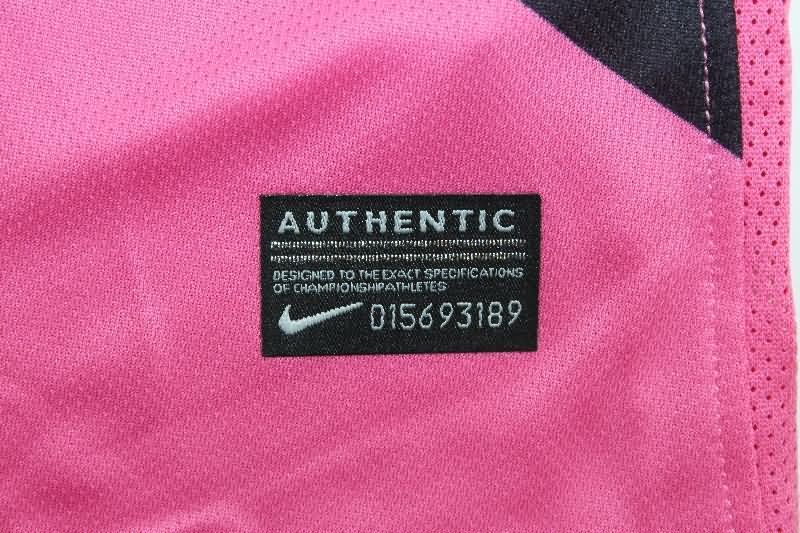 AUTHENTIC
DESIGNED TO THE EXACT SPECIFICATIONS
OF CHAMPIONSHIPATHLETES
015693189